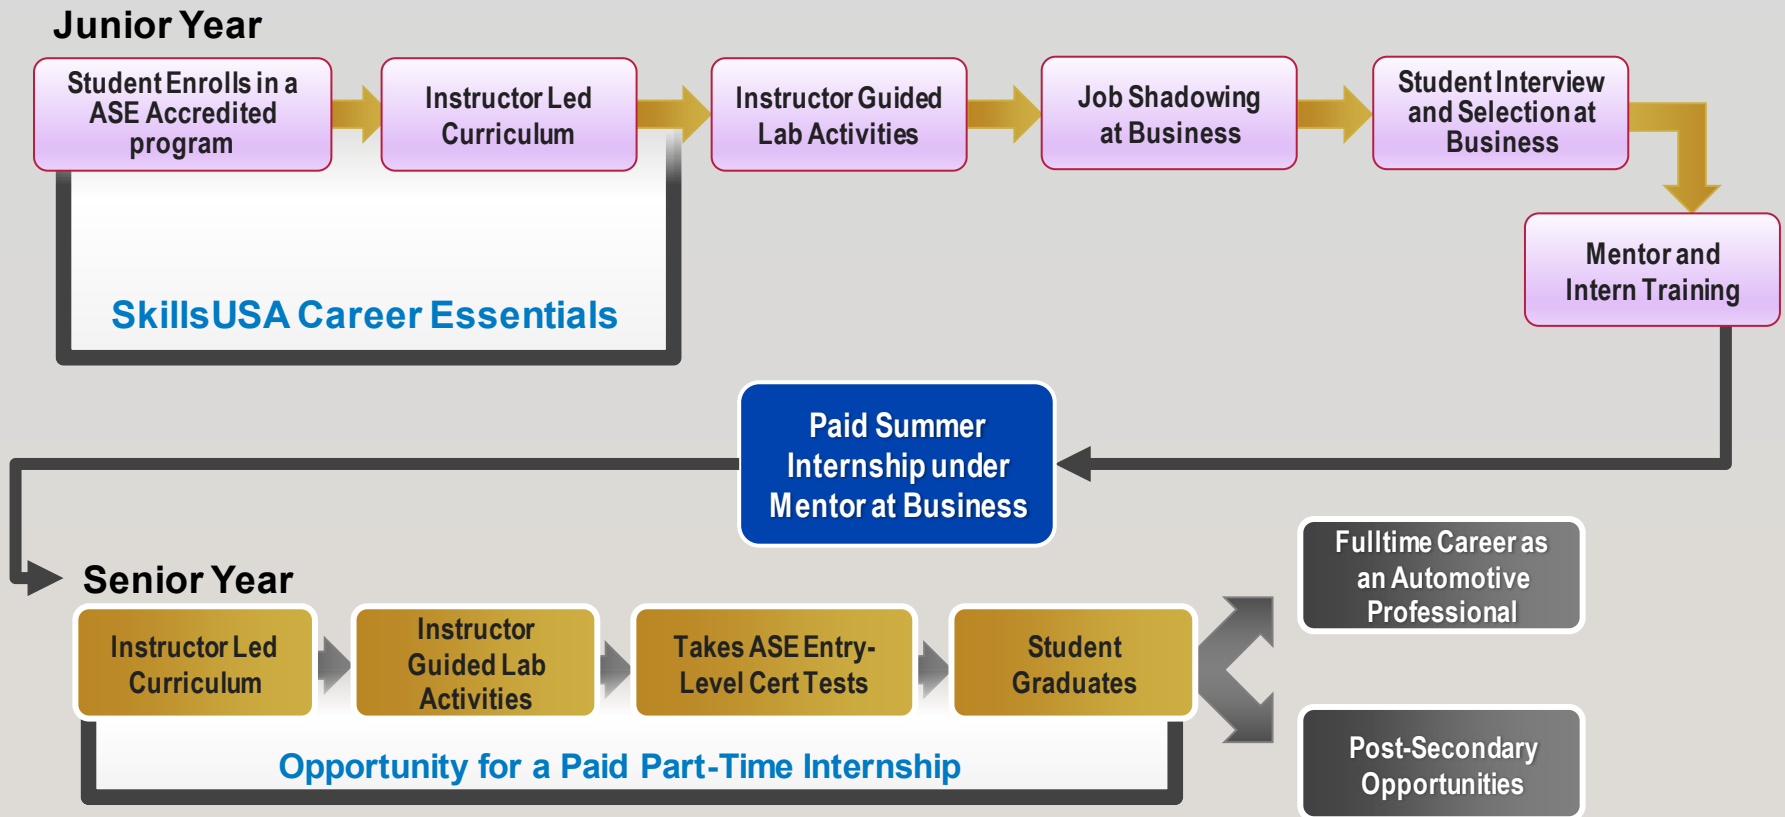 Junior Year
Student Enrolls in a
ASE Accredited
program
Instructor Led
Curriculum
Instructor Guided
Lab Activities
Job Shadowing
at Business
Student Interview
and Selection at
Business
Mentor and
Intern Training
SkillsUSA Career Essentials
Paid Summer
Internship under
Mentor at Business
Senior Year
Instructor Led
Curriculum
Instructor
Guided Lab
Activities
Takes ASE Entry-
Level Cert Tests
Student
Graduates
Fulltime Career as
an Automotive
Professional
Post-Secondary
Opportunities
Opportunity for a Paid Part-Time Internship